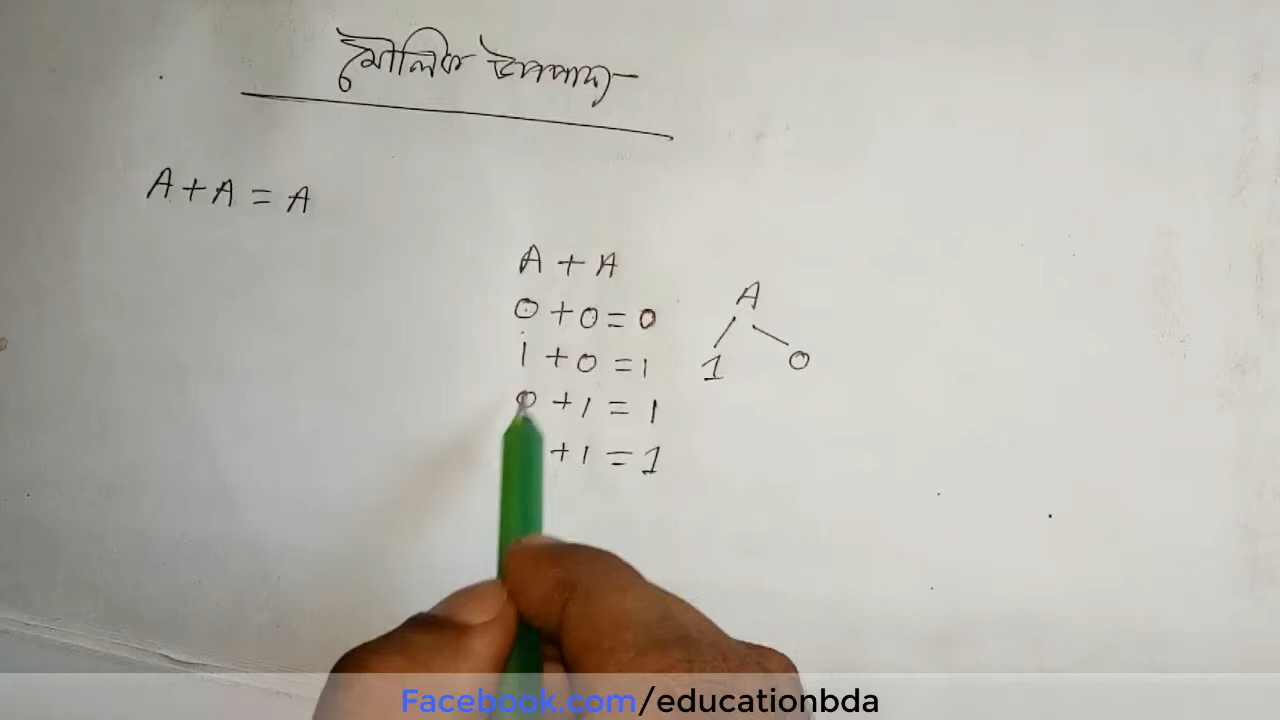 মৌলিক উপপাদ্য-
A + A = A
A + A
0 + 0 = 0
1 + 0 = 1
0 + 1 = 1
+ 1 = 1
A
1 0
Facebook.com/educationbda